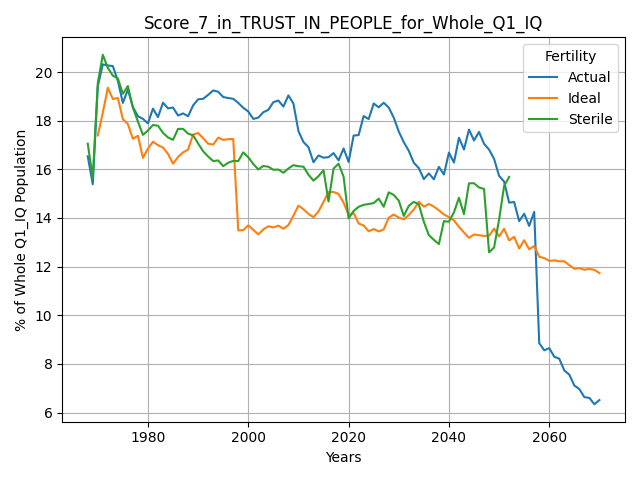 Score_7_in_TRUST_IN_PEOPLE_for_Whole_Q1_IQ
Fertility
Actual
Ideal
Sterile
% of Whole Q1_IQ Population
20
18
16
14
12
10
8
6
1980
2000
2020
2040
2060
Years